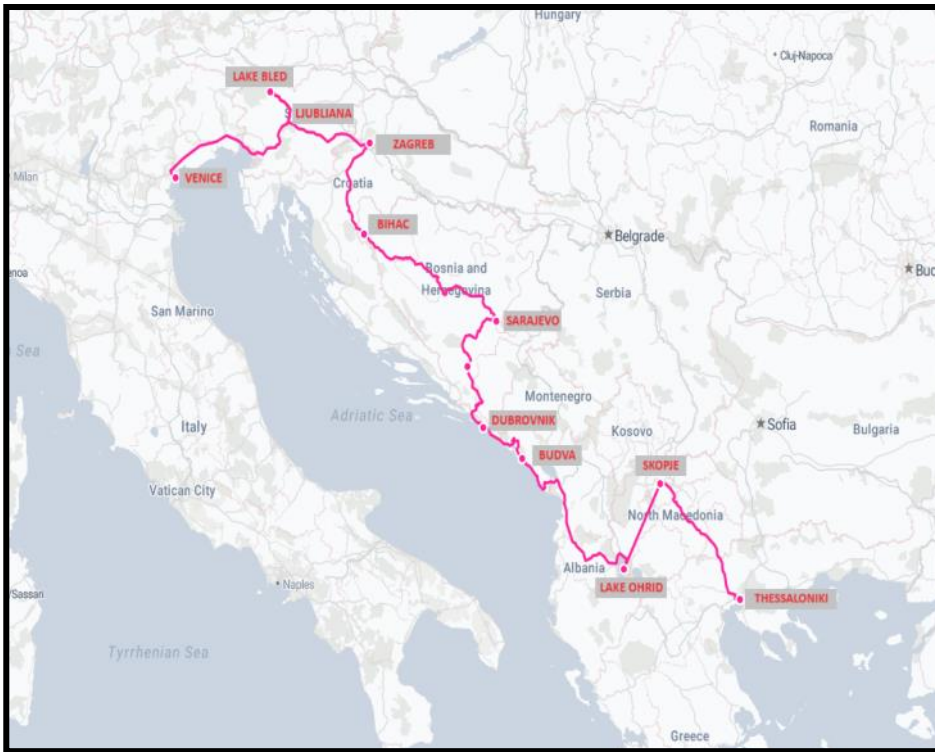 Hungary
Cluj-Napoca
LAKE BLED
LJUBLIANA
Romania
ZAGREB
Milan
VENICE
Croatia
BIHAC
Belgrade
Bosnia and
Herzegovina
Serbia
San Marino
SARAJEVO
Montenegro
Adriatic Sea
DUBROVNIK
Italy
Kosovo
Sofia
Bulgaria
BUDVA
SKOPJE
Vatican City
North Macedonia
Albania
LAKE OHRID
Naples
THESSALONIKI
/Sassari
Tyrrhenian Sea
Greece